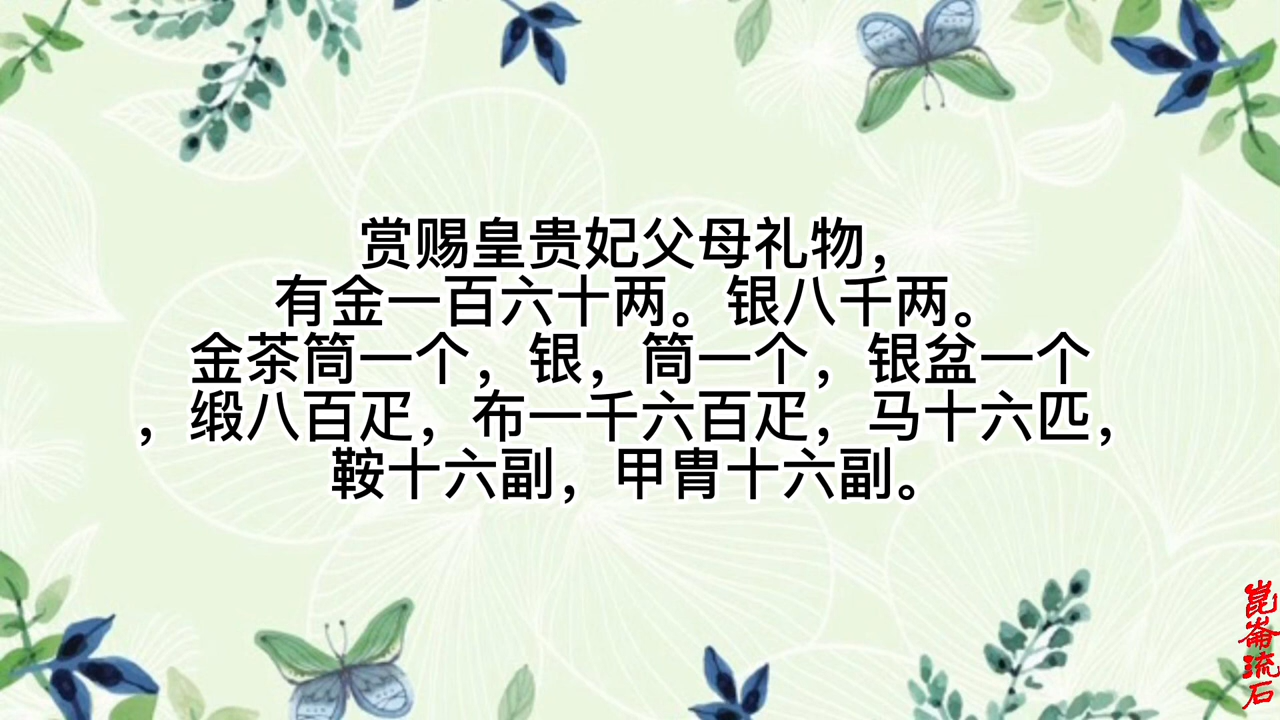 赏赐皇贵妃父母礼物，
有金一百六十两。银八千两。
金茶筒一个，银，筒一个，银盆一个
，缎八百疋，布一千六百疋，马十六匹，
鞍十六副，甲胄十六副。
崑崙流石